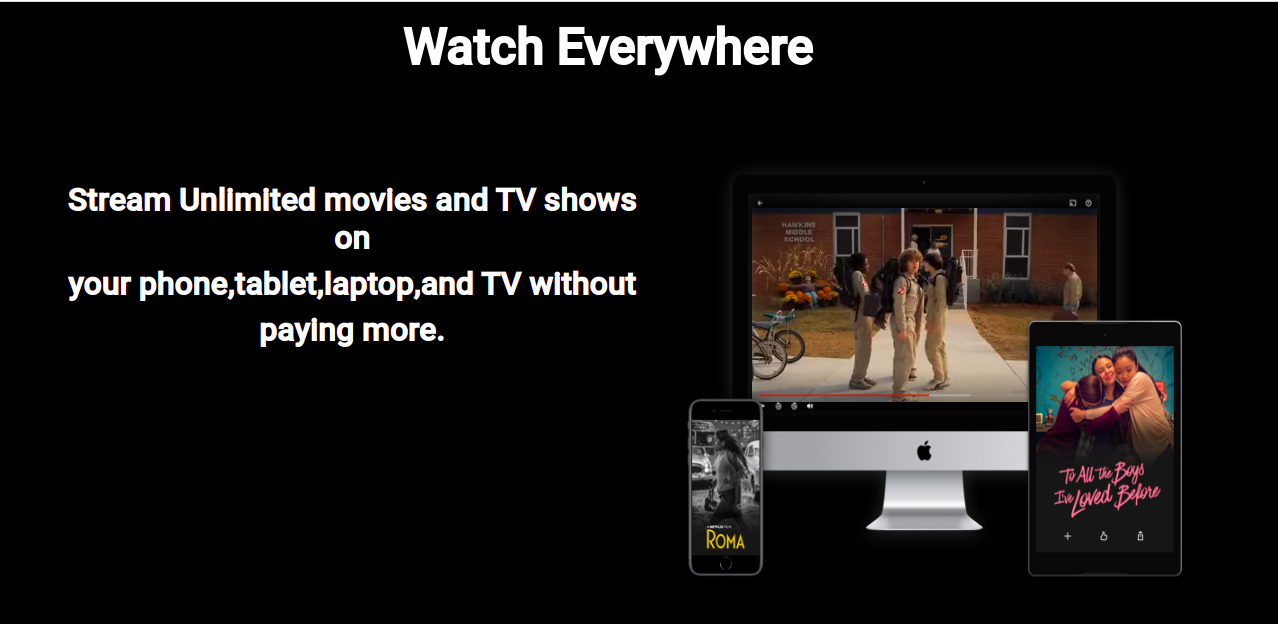 Watch Everywhere
Stream Unlimited movies and TV shows
on
your phone,tablet,laptop,and TV without
paying more.
HAWKINS
MIDDLE
SCHOOL
A NETFLIX FILM
ROMA
To All the Boys
I've Loved Before